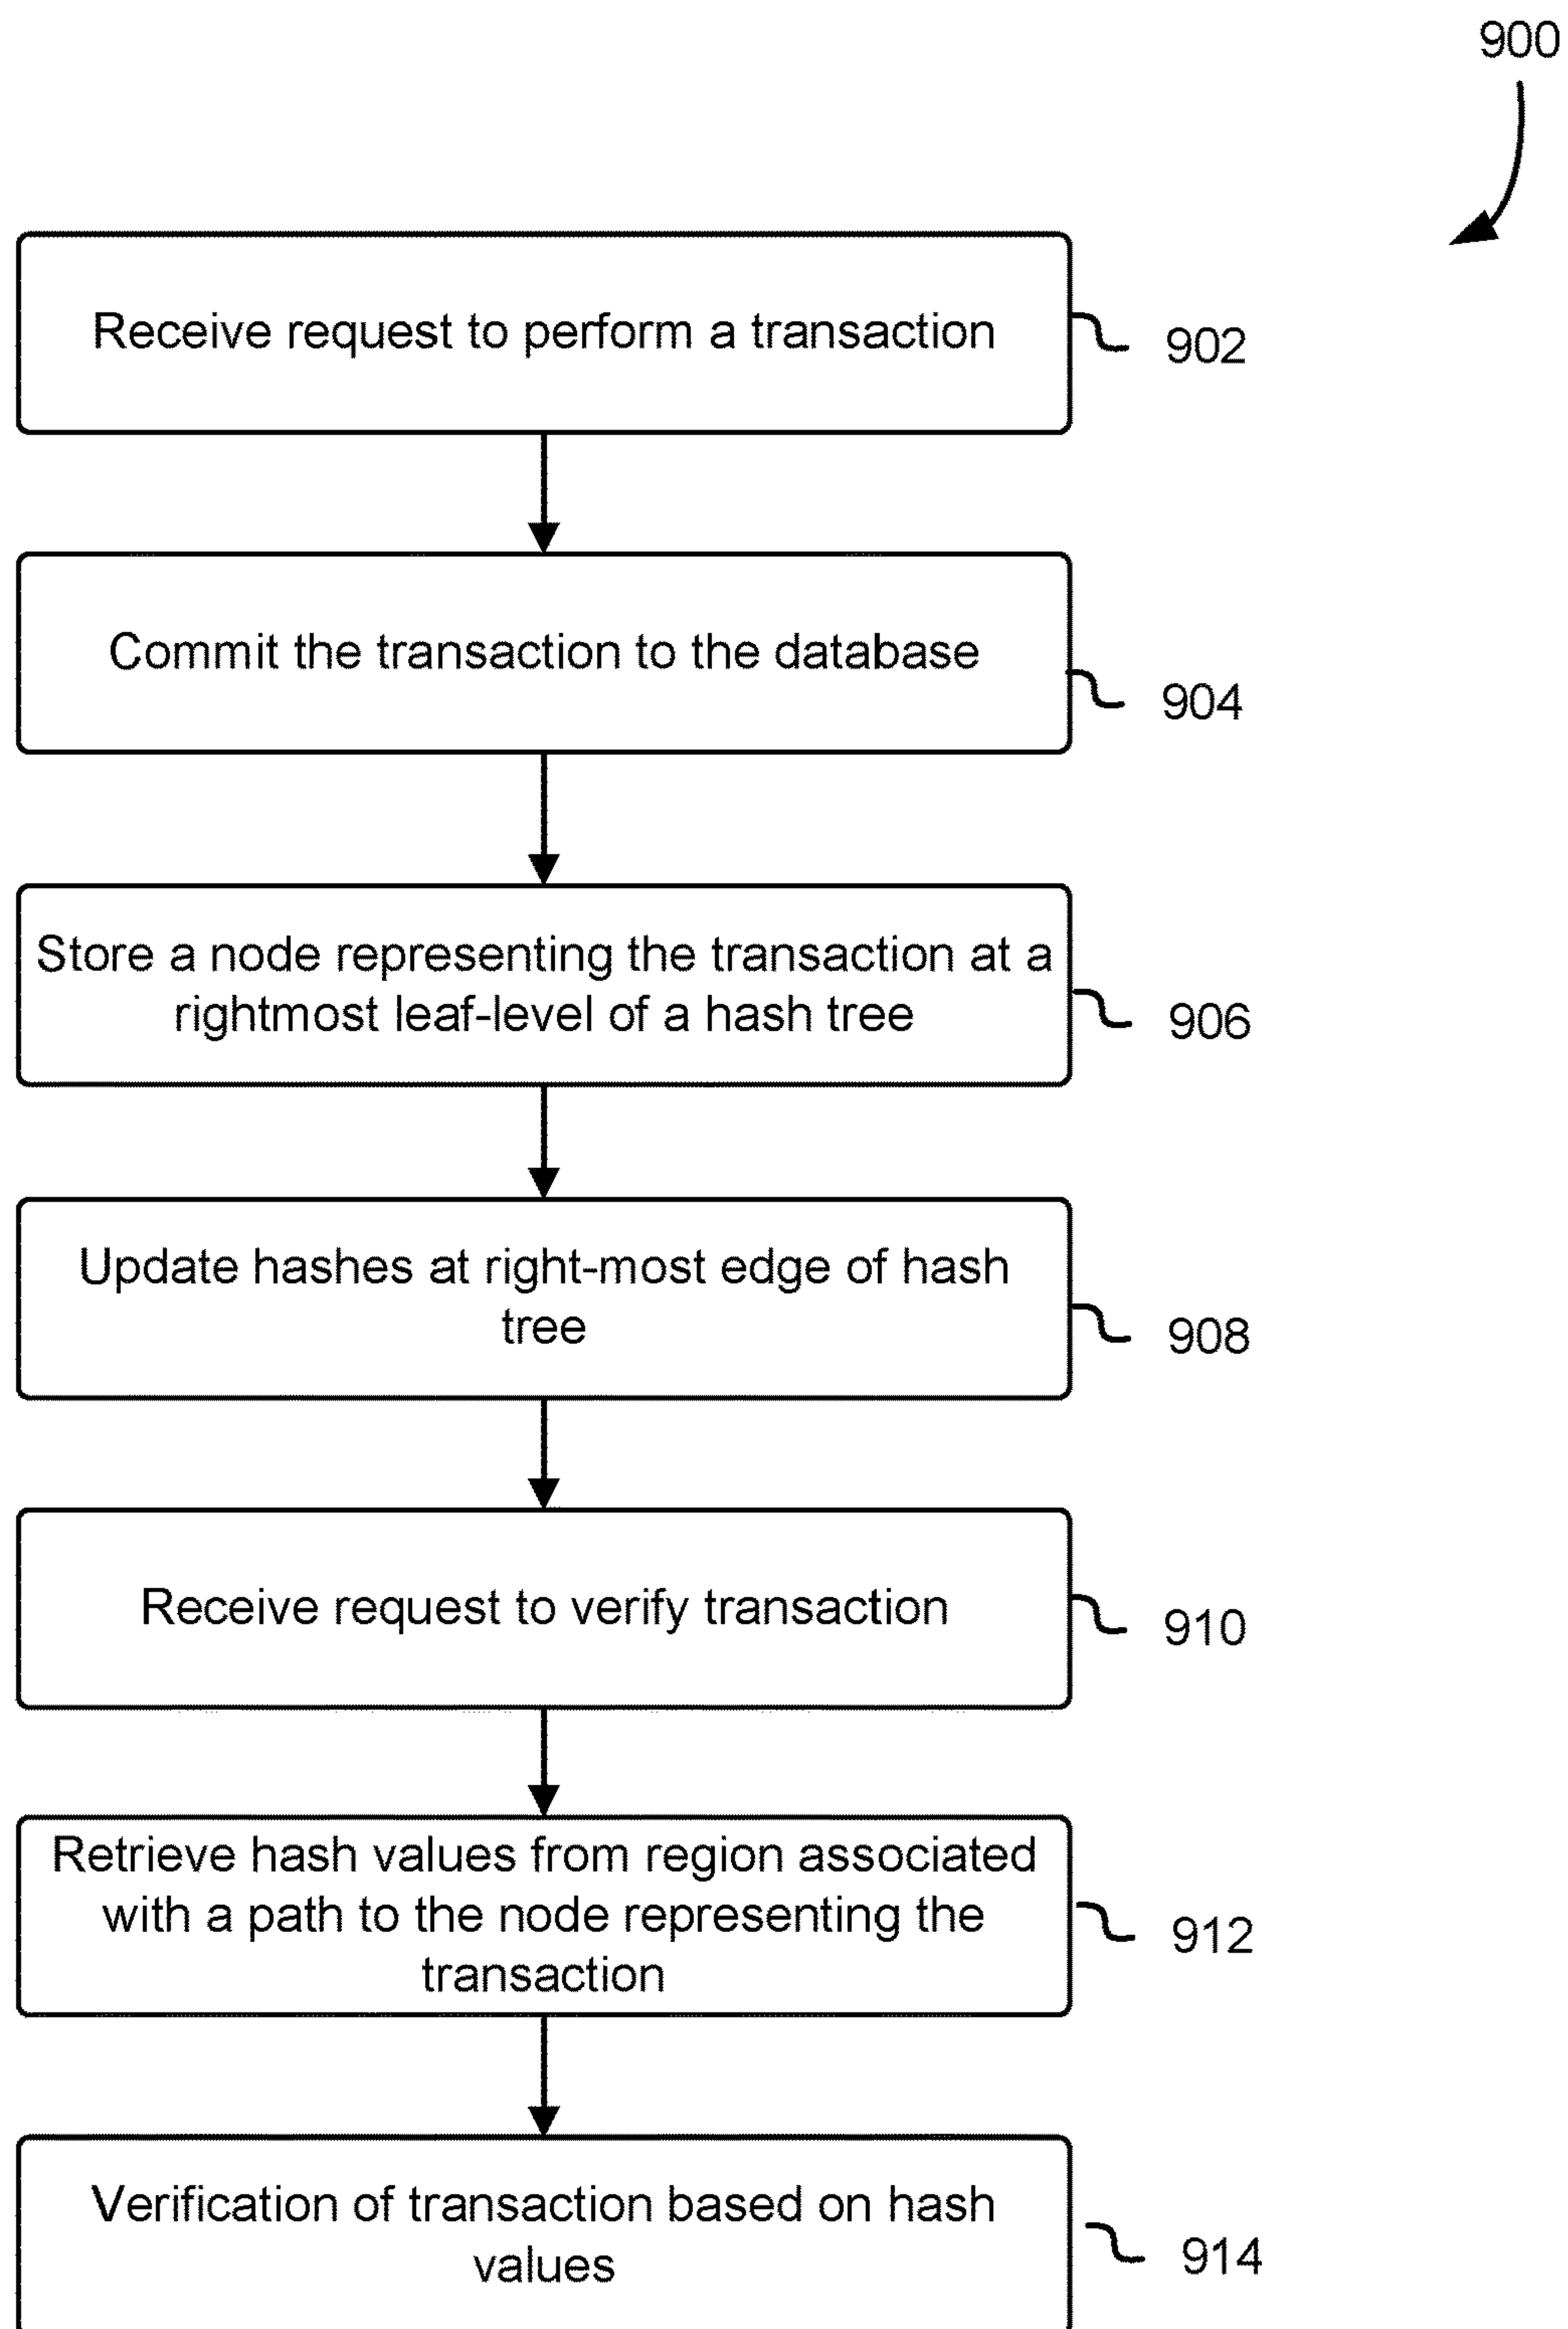 900
Receive request to perform a transaction
902
Commit the transaction to the database
904
Store a node representing the transaction at a
rightmost leaf-level of a hash tree
906
Update hashes at right-most edge of hash
tree
908
Receive request to verify transaction
910
Retrieve hash values from region associated
with a path to the node representing the
transaction
912
Verification of transaction based on hash
values
914